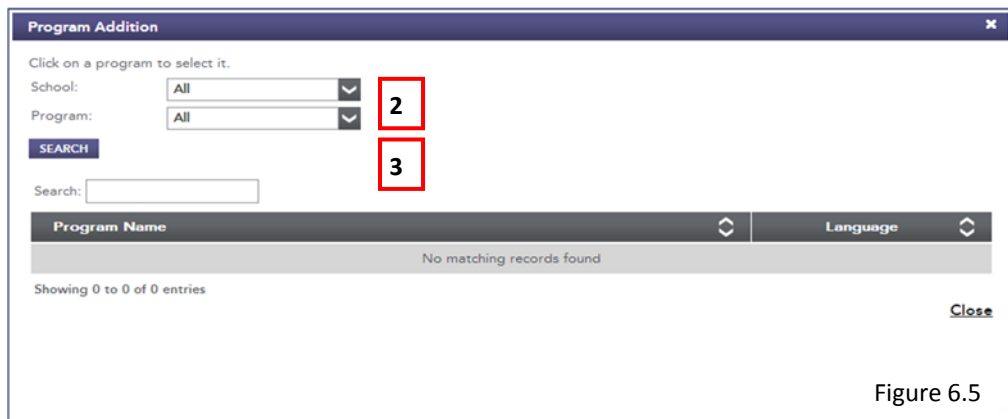 Program Addition ×
Click on a program to select it.
School: All
2
Program: All
SEARCH
3
Search:
Program Name Language
No matching records found
Showing 0 to 0 of 0 entries
Close
Figure 6.5